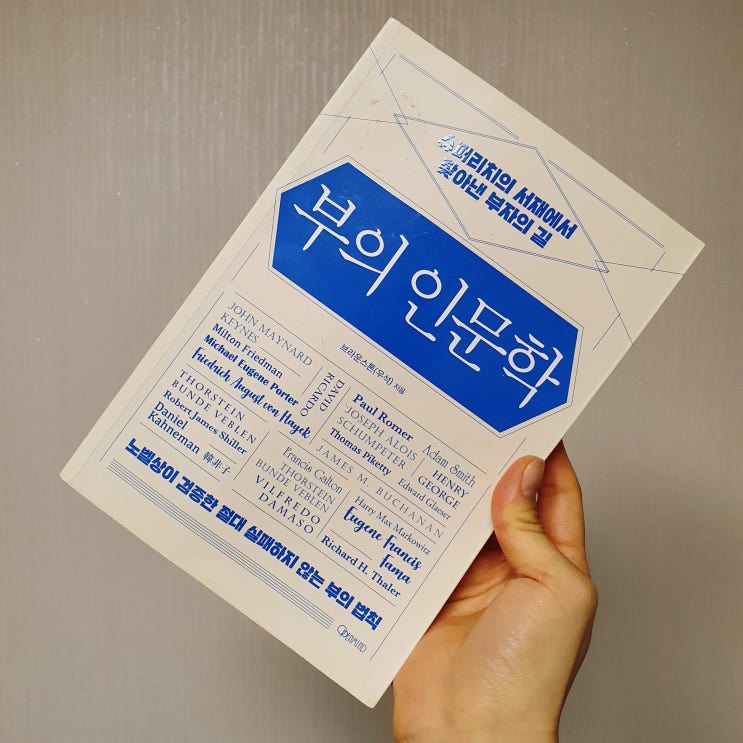 슈퍼리치의 서재에서
찾아낸 부자의 길
부의 인문학
브라운스톤(우석) 지음
JOHN MAYNARD
KEYNES
Milton Friedman
Michael Eugene Porter
Friedrich August von Hayek
THORSTEIN
BUNDE VEBLEN
Robert James Shiller
Daniel
Kahneman 韓非子
DAVID
RICARDO
Paul Romer
JOSEPH ALOIS
SCHUMPETER
Thomas Piketty
JAMES M. BUCHANAN
Adam Smith
HENRY
GEORGE
Edward Glaeser
Francis Galton
THORSTEIN
BUNDE VEBLEN
VILFREDO
DAMASO
Harry Max Markowitz
Eugene Francis
Fama
Richard H. Thaler
노벨상이 검증한 절대 실패하지 않는 부의 법칙
OPENMIND